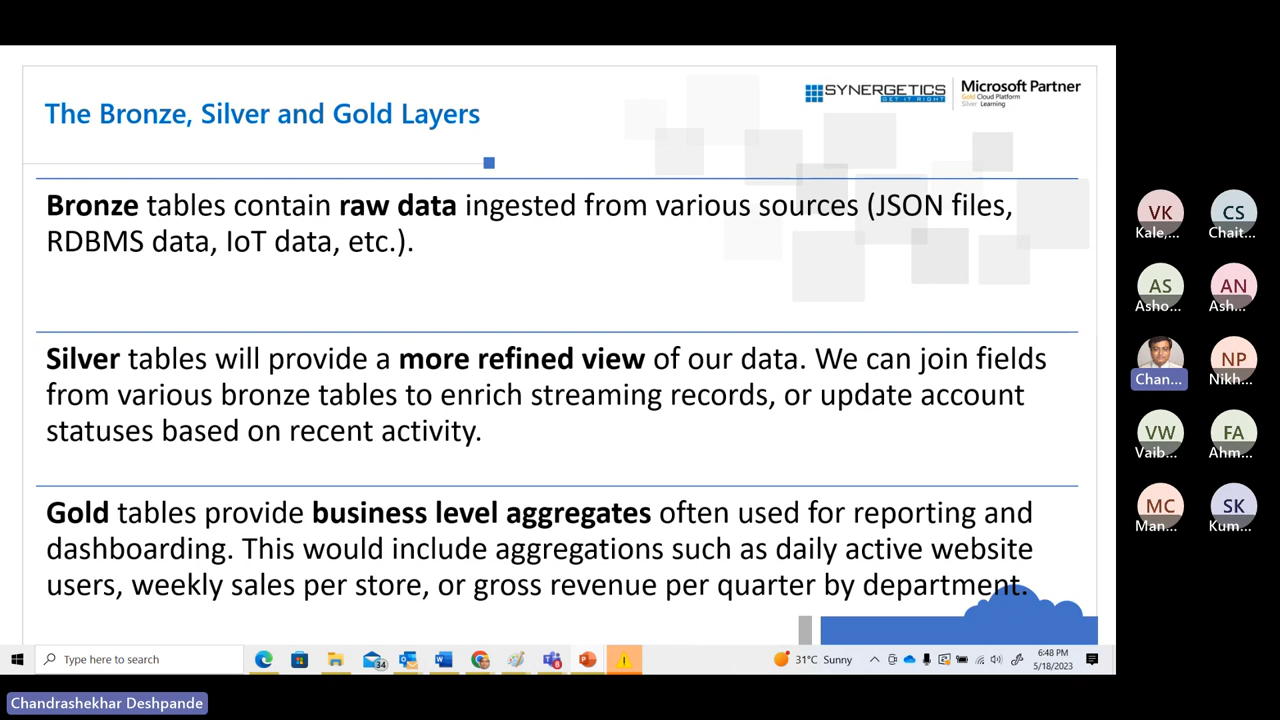 SYNERGETICS
GET IT RIGHT
Microsoft Partner
Gold Cloud Platform
Silver Learning
The Bronze, Silver and Gold Layers
Bronze tables contain raw data ingested from various sources (JSON files,
RDBMS data, IoT data, etc.).
Silver tables will provide a more refined view of our data. We can join fields
from various bronze tables to enrich streaming records, or update account
statuses based on recent activity.
Gold tables provide business level aggregates often used for reporting and
dashboarding. This would include aggregations such as daily active website
users, weekly sales per store, or gross revenue per quarter by department.
VK
Kale,...
CS
Chait...
AS
Asho...
AN
Ash...
Chan...
NP
Nikh...
VW
Vaib...
FA
Ahm...
MC
Man...
SK
Kum...
Type here to search
34
8
31°C Sunny
6:48 PM
5/18/2023
Chandrashekhar Deshpande